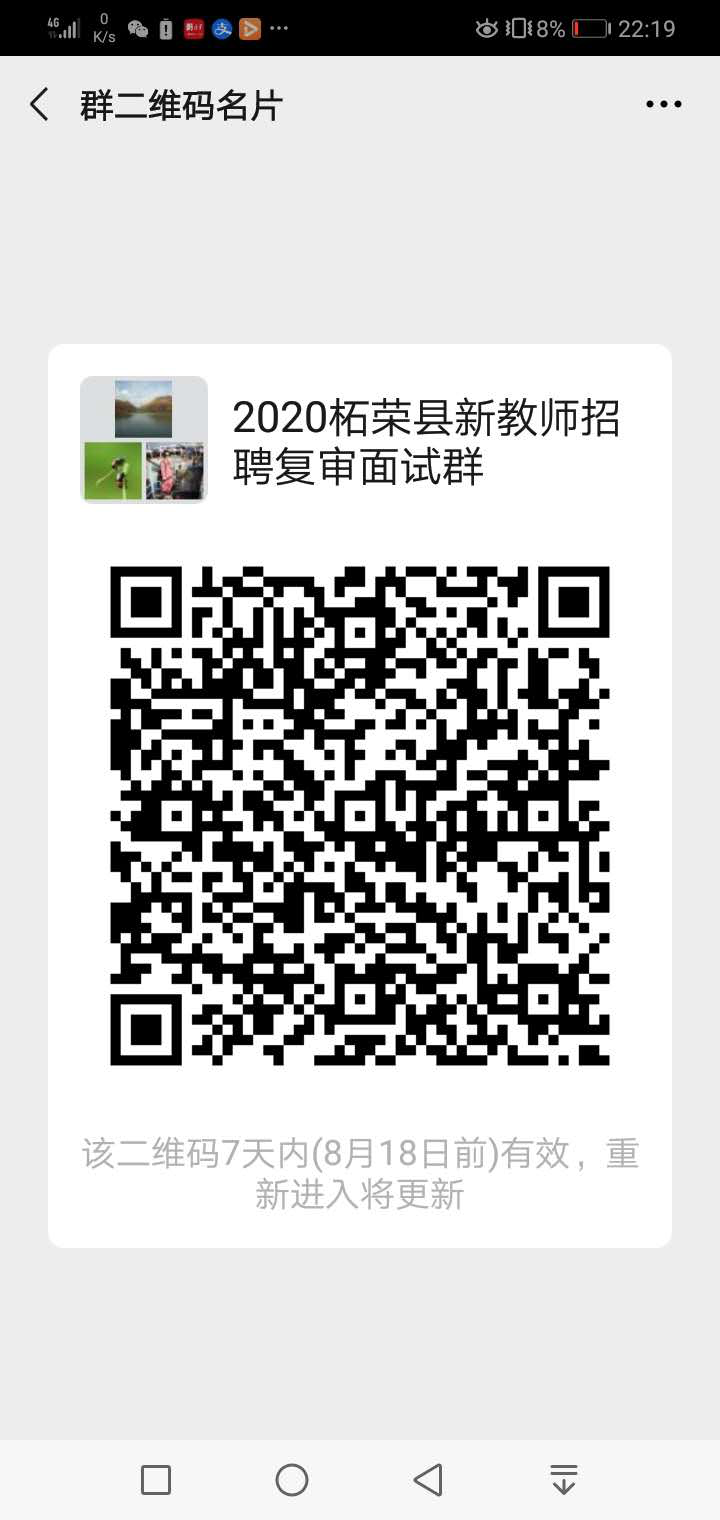 4G
0
K/s
8%
22:19
群二维码名片
2020柘荣县新教师招
聘复审面试群
该二维码7天内(8月18日前)有效，重
新进入将更新